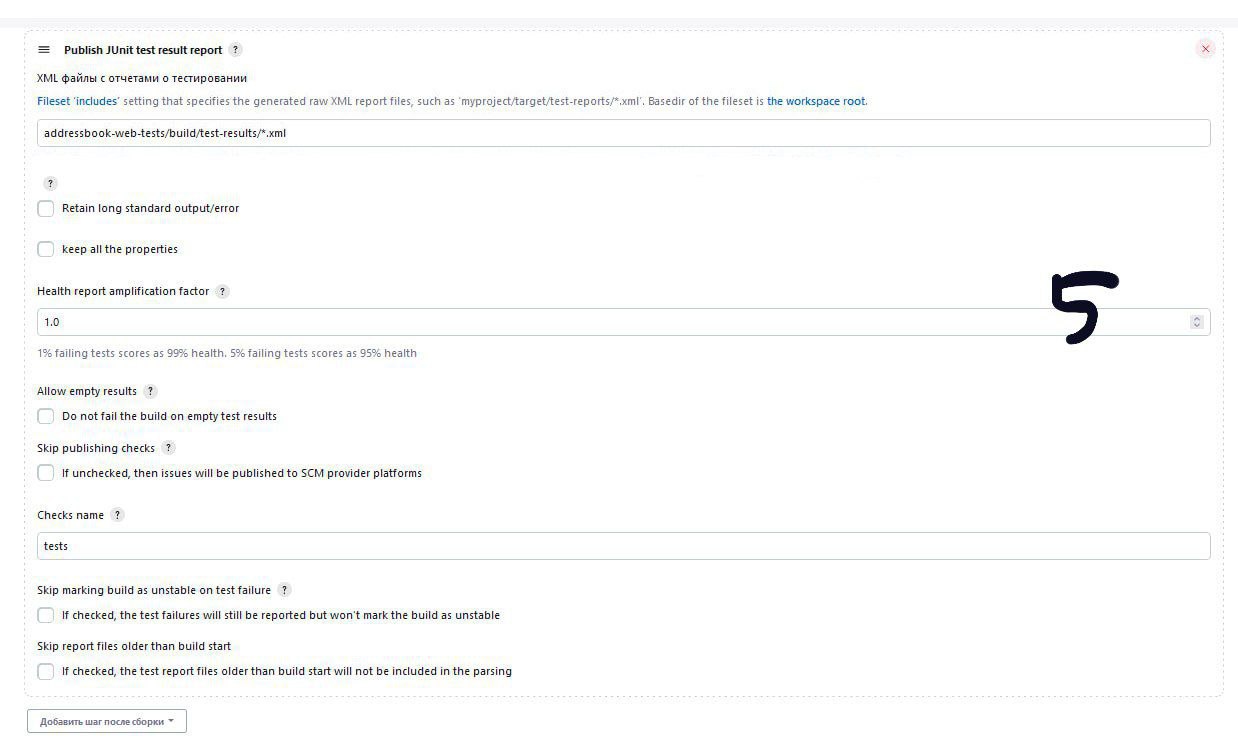 Publish JUnit test result report ?
XML файлы с отчетами о тестировании
Fileset 'includes' setting that specifies the generated raw XML report files, such as 'myproject/target/test-reports/*.xml'. Basedir of the fileset is the workspace root.
addressbook-web-tests/build/test-results/*.xml
?
Retain long standard output/error
keep all the properties
Health report amplification factor ?
5
1.0
1% failing tests scores as 99% health. 5% failing tests scores as 95% health
Allow empty results ?
Do not fail the build on empty test results
Skip publishing checks ?
If unchecked, then issues will be published to SCM provider platforms
Checks name ?
tests
Skip marking build as unstable on test failure ?
If checked, the test failures will still be reported but won't mark the build as unstable
Skip report files older than build start
If checked, the test report files older than build start will not be included in the parsing
Добавить шаг после сборки